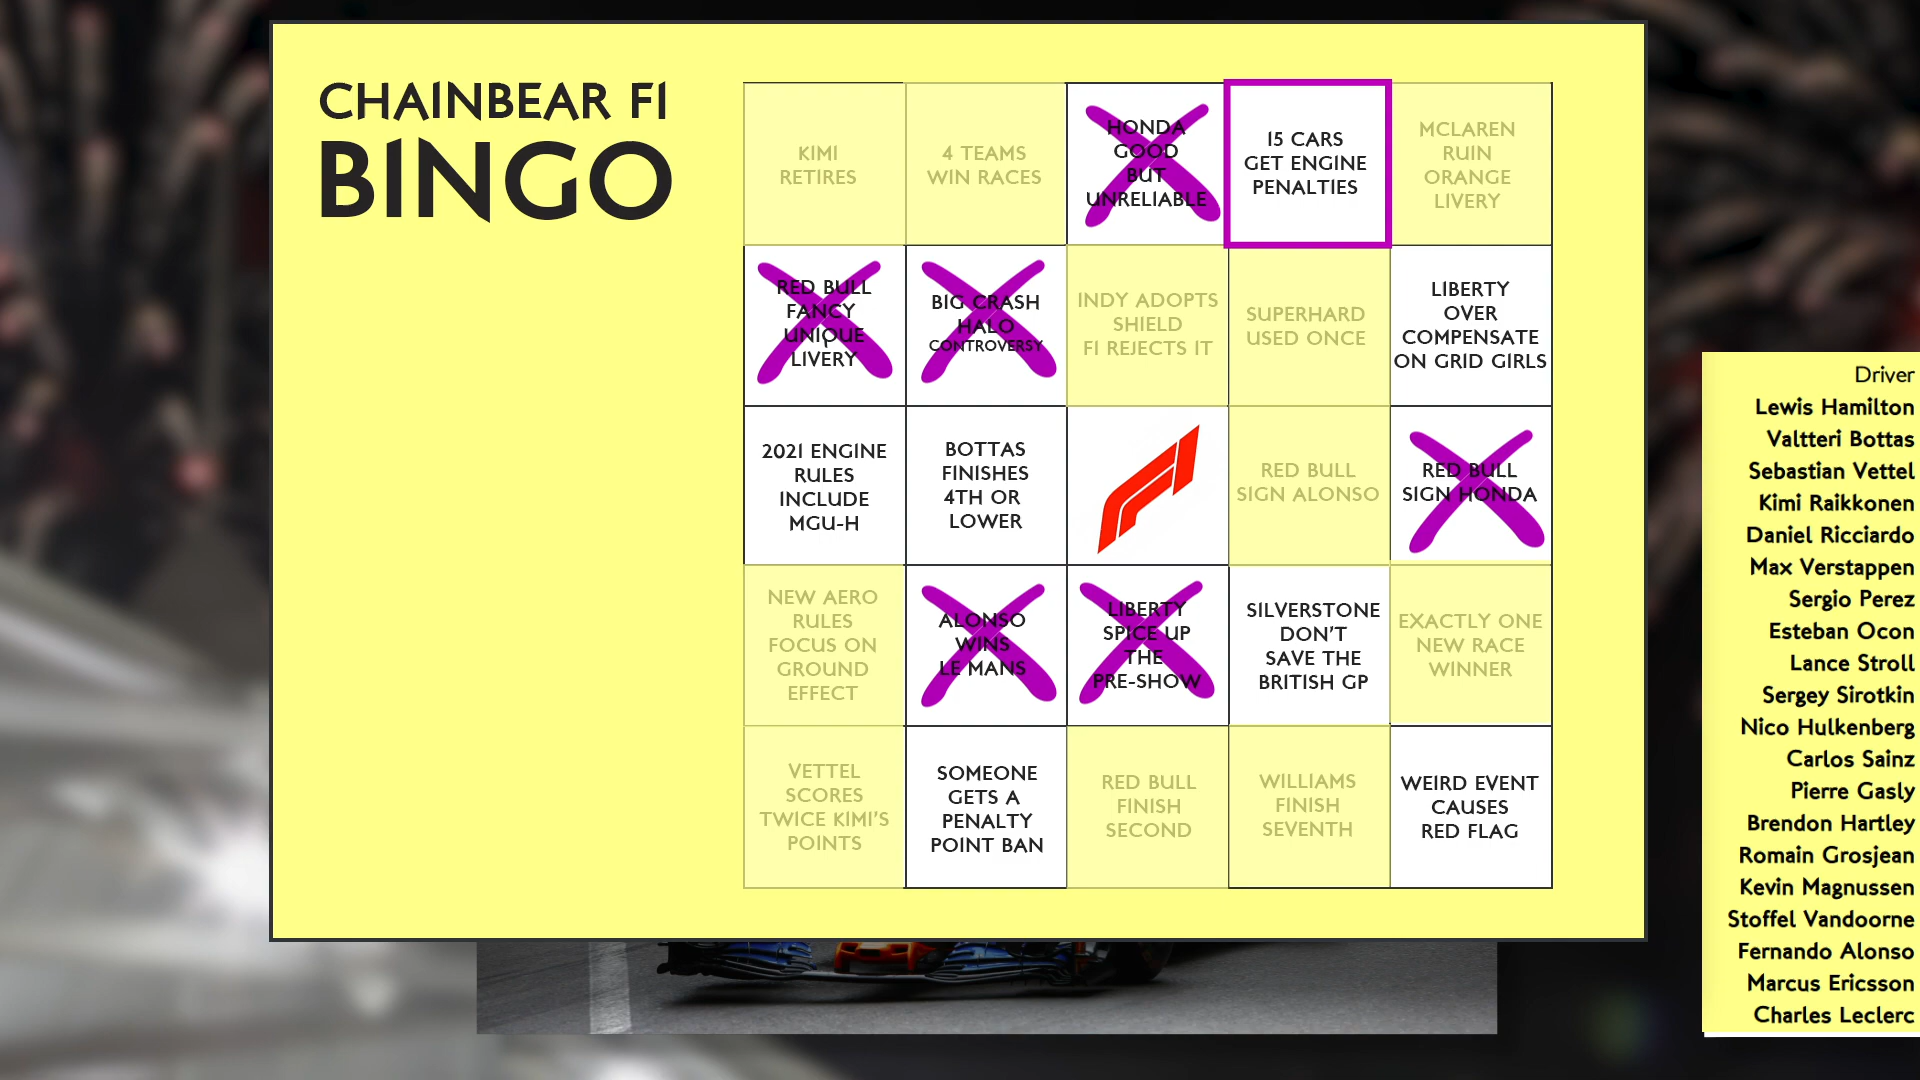 CHAINBEAR F1
BINGO
KIMI
RETIRES
4 TEAMS
WIN RACES
HONDA
GOOD
BUT
UNRELIABLE
15 CARS
GET ENGINE
PENALTIES
MCLAREN
RUIN
ORANGE
LIVERY
RED BULL
FANCY
UNIQUE
LIVERY
BIG CRASH
HALO
CONTROVERSY
INDY ADOPTS
SHIELD
F1 REJECTS IT
SUPERHARD
USED ONCE
LIBERTY
OVER
COMPENSATE
ON GRID GIRLS
2021 ENGINE
RULES
INCLUDE
MGU-H
BOTTAS
FINISHES
4TH OR
LOWER
RED BULL
SIGN ALONSO
RED BULL
SIGN HONDA
NEW AERO
RULES
FOCUS ON
GROUND
EFFECT
ALONSO
WINS
LE MANS
LIBERTY
SPICE UP
THE
PRE-SHOW
SILVERSTONE
DON'T
SAVE THE
BRITISH GP
EXACTLY ONE
NEW RACE
WINNER
VETTEL
SCORES
TWICE KIMI'S
POINTS
SOMEONE
GETS A
PENALTY
POINT BAN
RED BULL
FINISH
SECOND
WILLIAMS
FINISH
SEVENTH
WEIRD EVENT
CAUSES
RED FLAG
Driver
Lewis Hamilton
Valtteri Bottas
Sebastian Vettel
Kimi Raikkonen
Daniel Ricciardo
Max Verstappen
Sergio Perez
Esteban Ocon
Lance Stroll
Sergey Sirotkin
Nico Hulkenberg
Carlos Sainz
Pierre Gasly
Brendon Hartley
Romain Grosjean
Kevin Magnussen
Stoffel Vandoorne
Fernando Alonso
Marcus Ericsson
Charles Leclerc